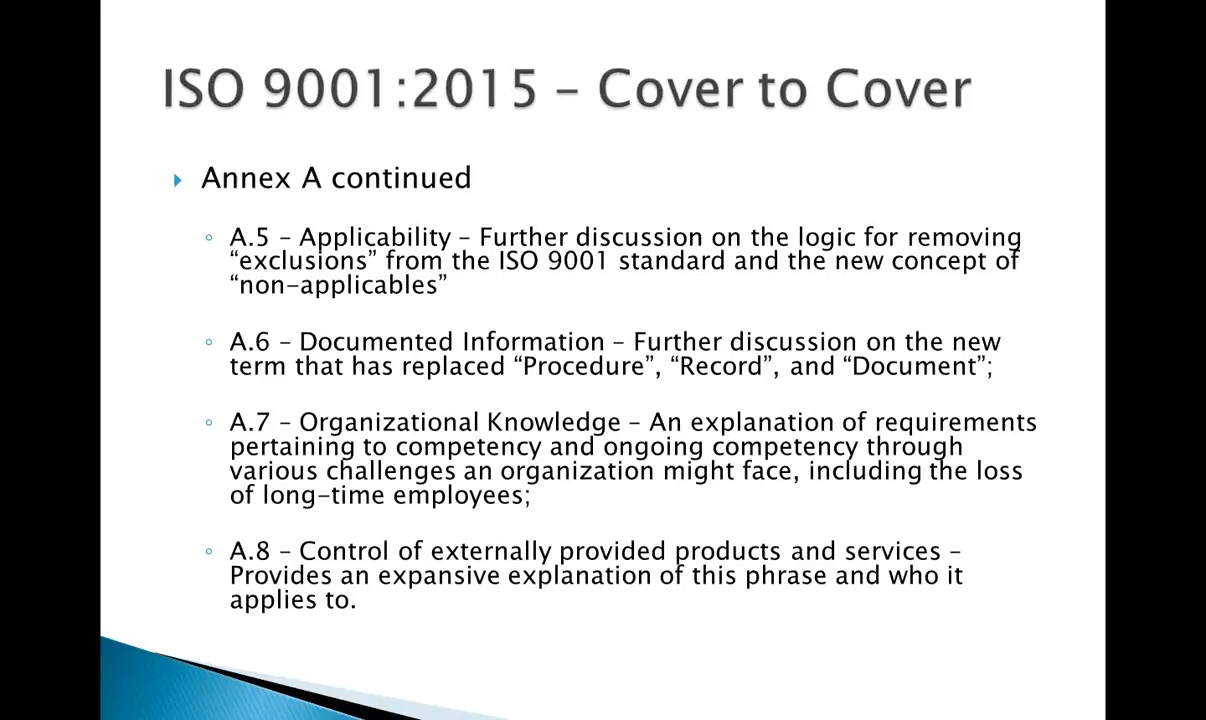 ISO 9001:2015 – Cover to Cover
Annex A continued
A.5 – Applicability – Further discussion on the logic for removing
“exclusions” from the ISO 9001 standard and the new concept of
“non-applicables”
A.6 – Documented Information – Further discussion on the new
term that has replaced “Procedure”, “Record”, and “Document”;
A.7 – Organizational Knowledge – An explanation of requirements
pertaining to competency and ongoing competency through
various challenges an organization might face, including the loss
of long-time employees;
A.8 – Control of externally provided products and services –
Provides an expansive explanation of this phrase and who it
applies to.